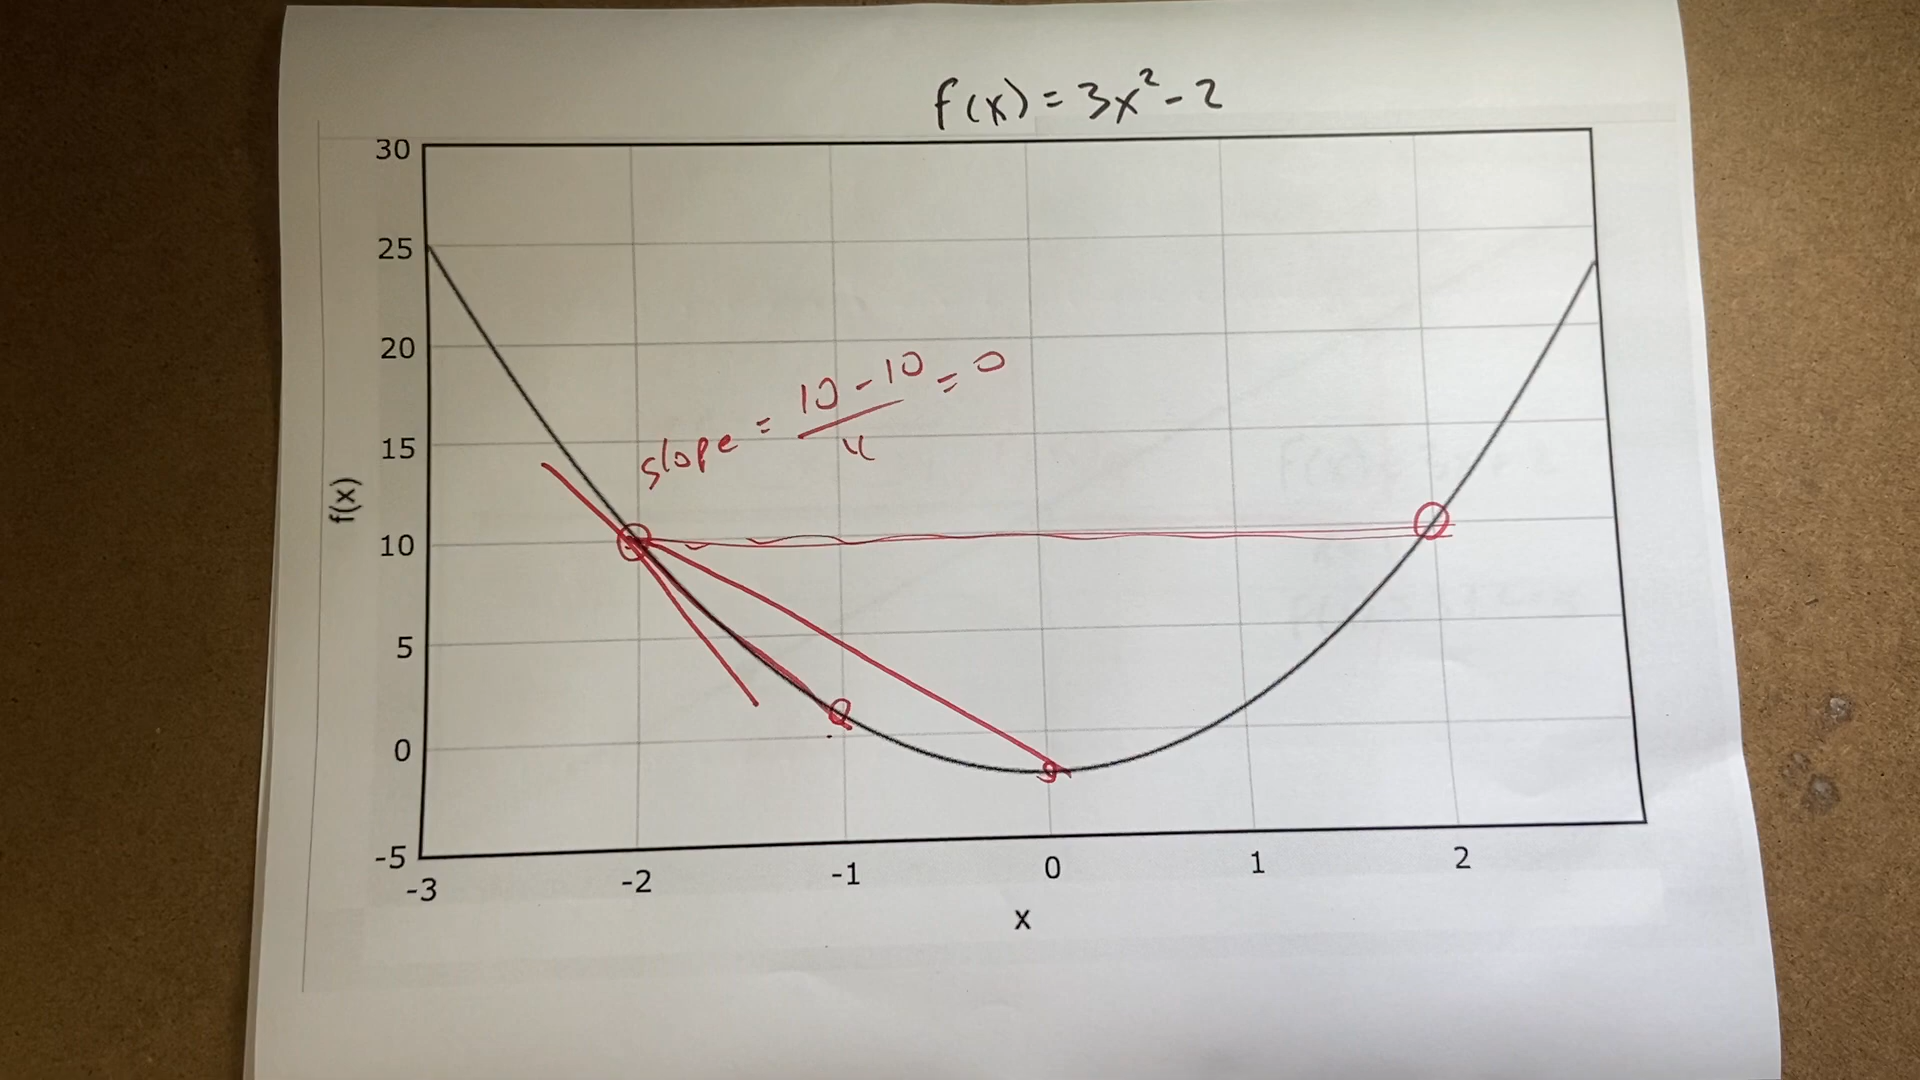 f(x) = 3x² - 2
30
25
20
15
10
5
0
-5
f(x)
slope = 10 - 10 / 4 = 0
-3 -2 -1 0 1 2
x